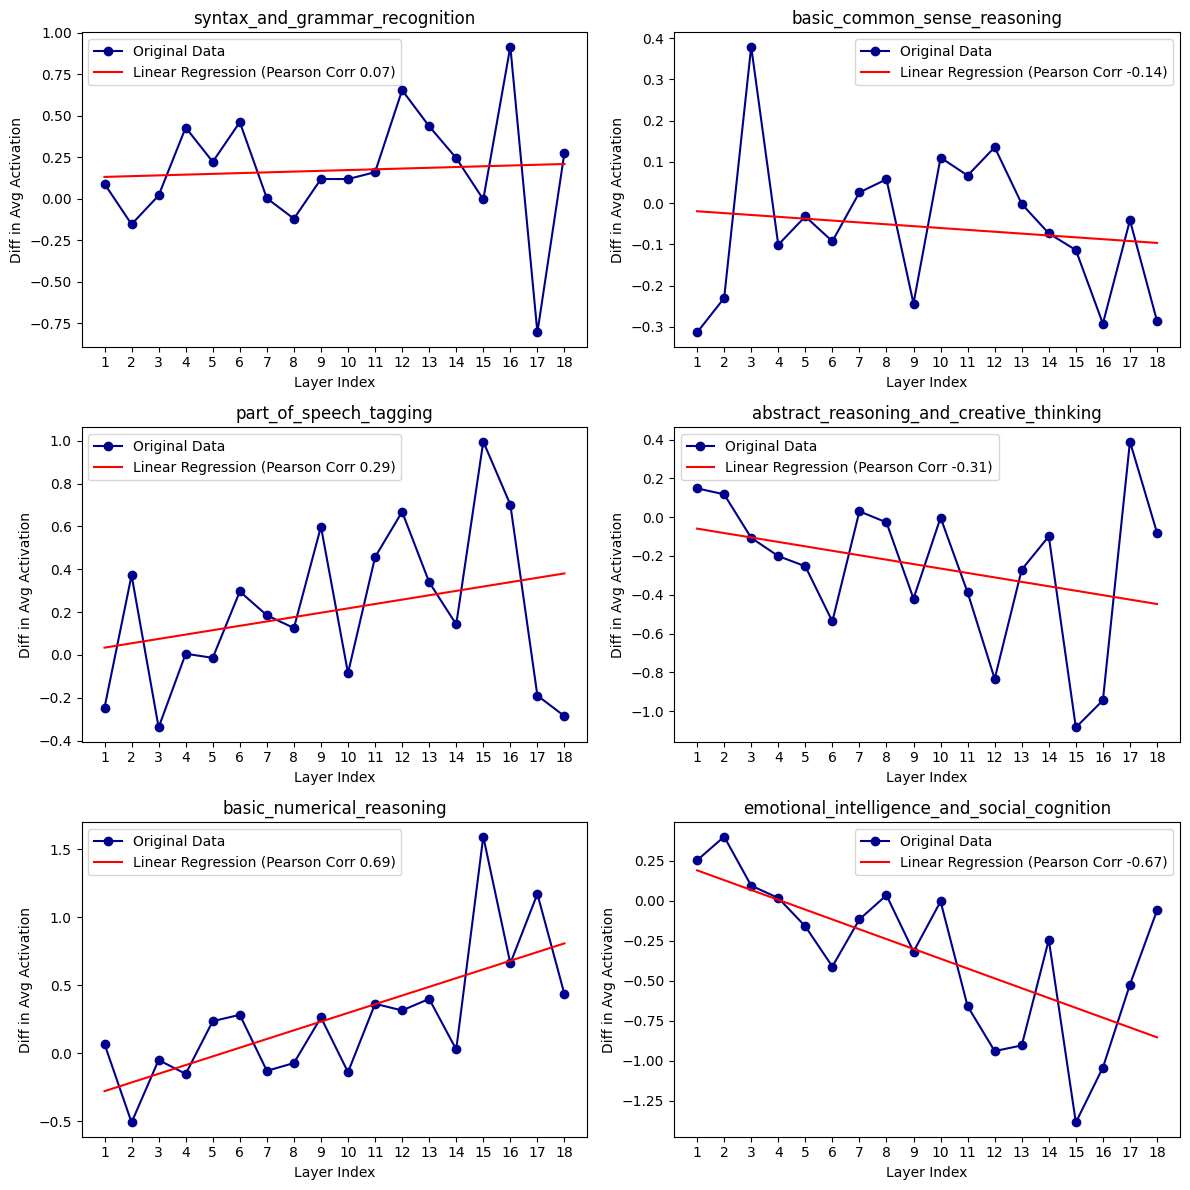 syntax_and_grammar_recognition
Original Data
Linear Regression (Pearson Corr 0.07)
Diff in Avg Activation
1.00
0.75
0.50
0.25
0.00
−0.25
−0.50
−0.75
1 2 3 4 5 6 7 8 9 10 11 12 13 14 15 16 17 18
Layer Index
basic_common_sense_reasoning
Original Data
Linear Regression (Pearson Corr -0.14)
Diff in Avg Activation
0.4
0.3
0.2
0.1
0.0
−0.1
−0.2
−0.3
1 2 3 4 5 6 7 8 9 10 11 12 13 14 15 16 17 18
Layer Index
part_of_speech_tagging
Original Data
Linear Regression (Pearson Corr 0.29)
Diff in Avg Activation
1.0
0.8
0.6
0.4
0.2
0.0
−0.2
−0.4
1 2 3 4 5 6 7 8 9 10 11 12 13 14 15 16 17 18
Layer Index
abstract_reasoning_and_creative_thinking
Original Data
Linear Regression (Pearson Corr -0.31)
Diff in Avg Activation
0.4
0.2
0.0
−0.2
−0.4
−0.6
−0.8
−1.0
1 2 3 4 5 6 7 8 9 10 11 12 13 14 15 16 17 18
Layer Index
basic_numerical_reasoning
Original Data
Linear Regression (Pearson Corr 0.69)
Diff in Avg Activation
1.5
1.0
0.5
0.0
−0.5
1 2 3 4 5 6 7 8 9 10 11 12 13 14 15 16 17 18
Layer Index
emotional_intelligence_and_social_cognition
Original Data
Linear Regression (Pearson Corr -0.67)
Diff in Avg Activation
0.25
0.00
−0.25
−0.50
−0.75
−1.00
−1.25
1 2 3 4 5 6 7 8 9 10 11 12 13 14 15 16 17 18
Layer Index